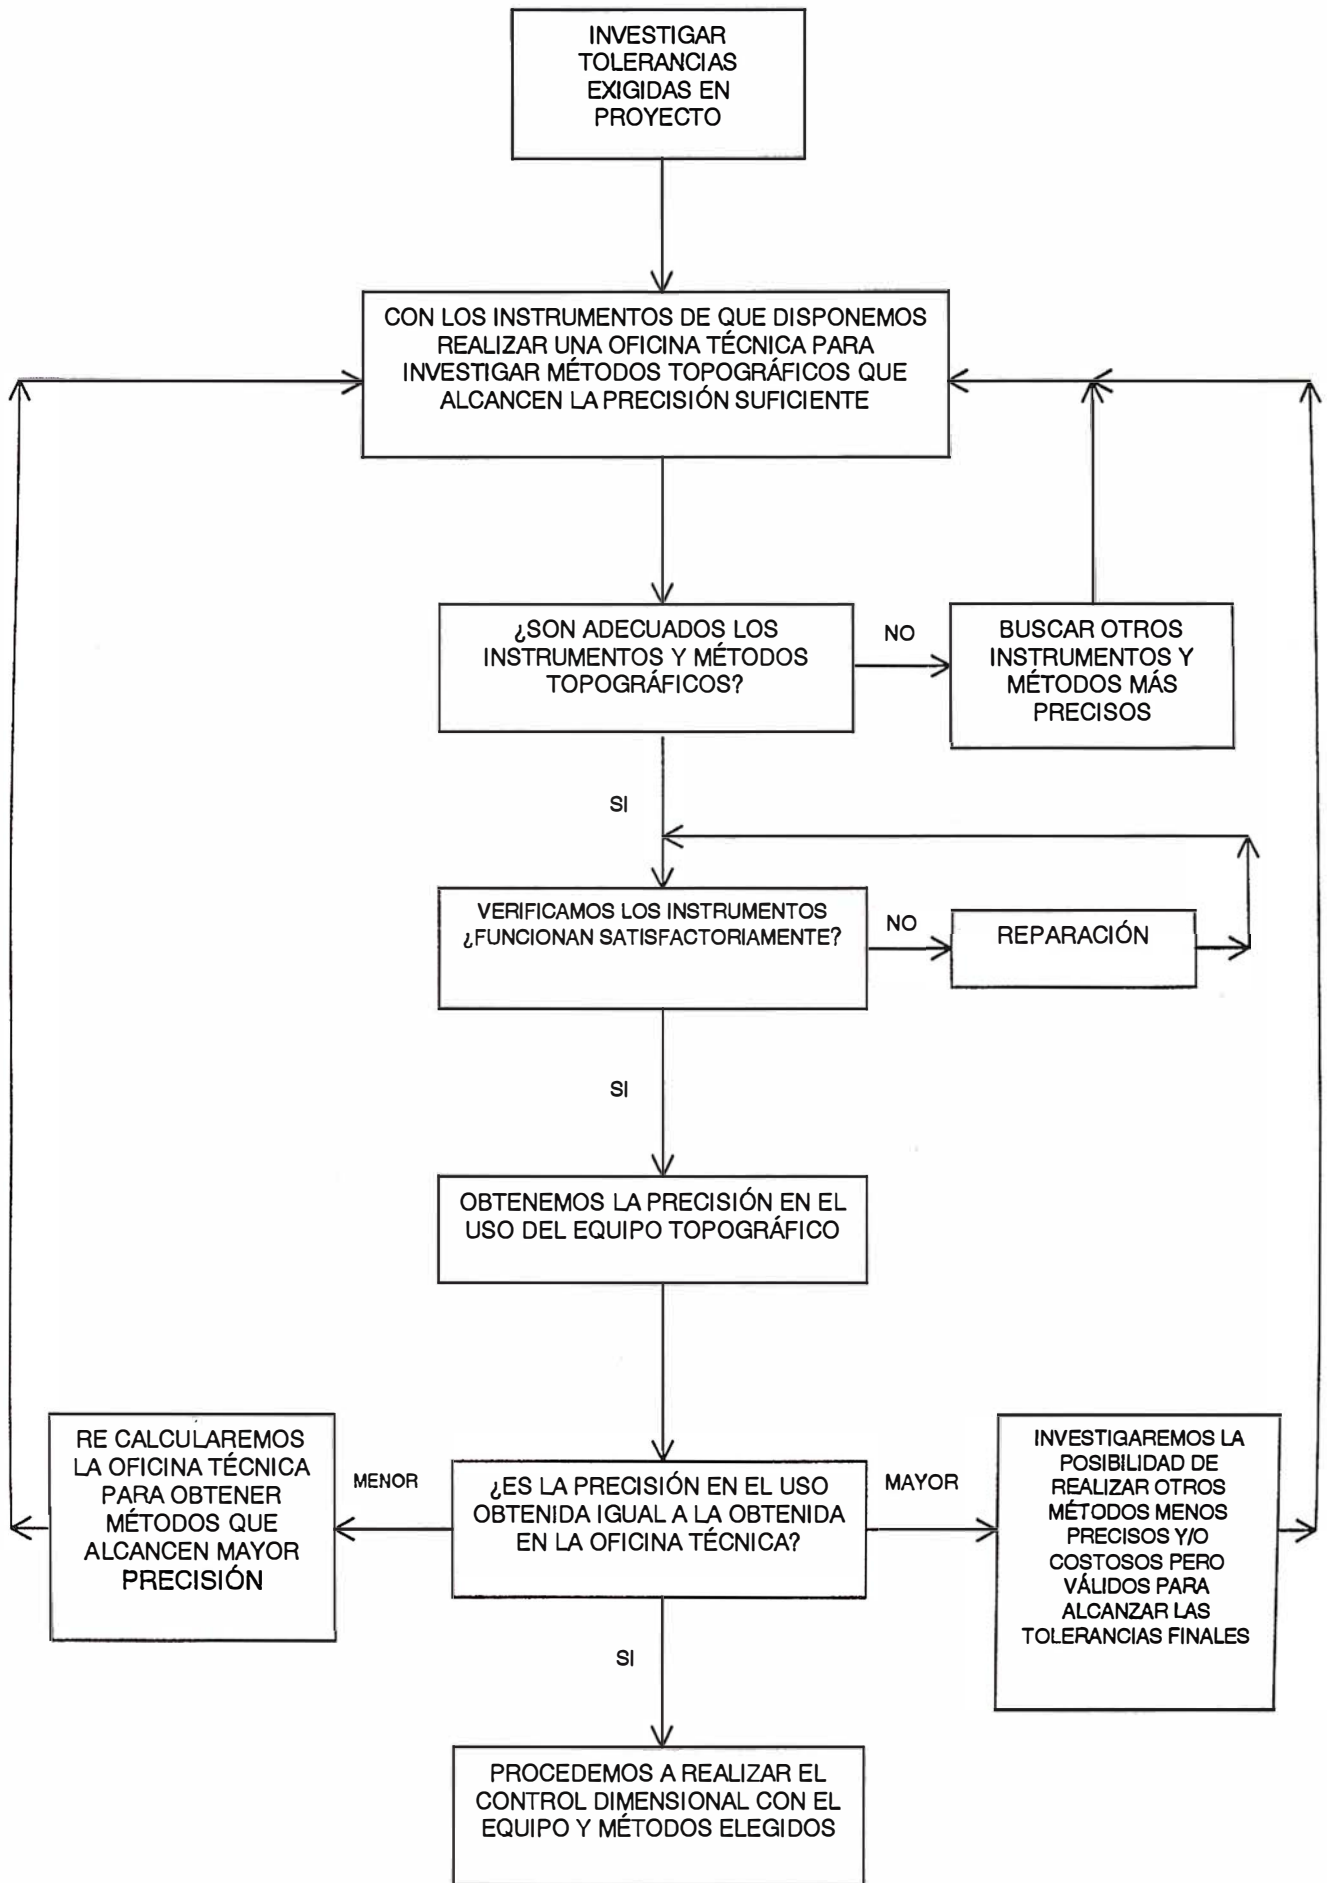 INVESTIGAR
TOLERANCIAS
EXIGIDAS EN
PROYECTO
CON LOS INSTRUMENTOS DE QUE DISPONEMOS
REALIZAR UNA OFICINA TÉCNICA PARA
INVESTIGAR MÉTODOS TOPOGRÁFICOS QUE
ALCANCEN LA PRECISIÓN SUFICIENTE
¿SON ADECUADOS LOS
INSTRUMENTOS Y MÉTODOS
TOPOGRÁFICOS?
NO
BUSCAR OTROS
INSTRUMENTOS Y
MÉTODOS MÁS
PRECISOS
SI
VERIFICAMOS LOS INSTRUMENTOS
¿FUNCIONAN SATISFACTORIAMENTE?
NO
REPARACIÓN
SI
OBTENEMOS LA PRECISIÓN EN EL
USO DEL EQUIPO TOPOGRÁFICO
RE CALCULAREMOS
LA OFICINA TÉCNICA
PARA OBTENER
MÉTODOS QUE
ALCANCEN MAYOR
PRECISIÓN
MENOR
¿ES LA PRECISIÓN EN EL USO
OBTENIDA IGUAL A LA OBTENIDA
EN LA OFICINA TÉCNICA?
MAYOR
INVESTIGAREMOS LA
POSIBILIDAD DE
REALIZAR OTROS
MÉTODOS MENOS
PRECISOS Y/O
COSTOSOS PERO
VÁLIDOS PARA
ALCANZAR LAS
TOLERANCIAS FINALES
SI
PROCEDEMOS A REALIZAR EL
CONTROL DIMENSIONAL CON EL
EQUIPO Y MÉTODOS ELEGIDOS